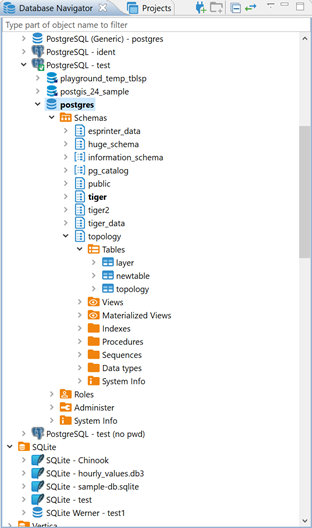 Database Navigator
Projects
Type part of object name to filter
PostgreSQL (Generic) - postgres
PostgreSQL - ident
PostgreSQL - test
playground_temp_tblsp
postgis_24_sample
postgres
Schemas
esprinter_data
huge_schema
information_schema
pg_catalog
public
tiger
tiger2
tiger_data
topology
Tables
layer
newtable
topology
Views
Materialized Views
Indexes
Procedures
Sequences
Data types
System Info
Roles
Administer
System Info
PostgreSQL - test (no pwd)
SQLite
SQLite - Chinook
SQLite - hourly_values.db3
SQLite - sample-db.sqlite
SQLite - test
SQLite Werner - test1
Vertica